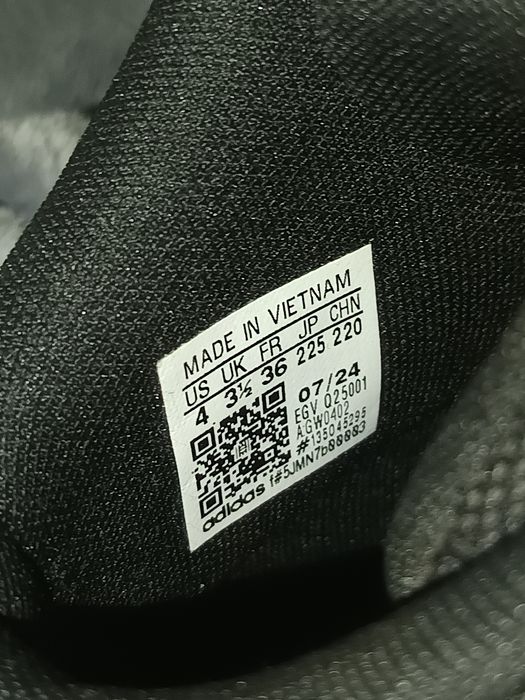 MADE IN VIETNAM
US UK FR JP CHN
4 3½ 36 225 220
07/24
EGV Q25001
AGW0402
#135045295
adidas f#5JMN7b00003